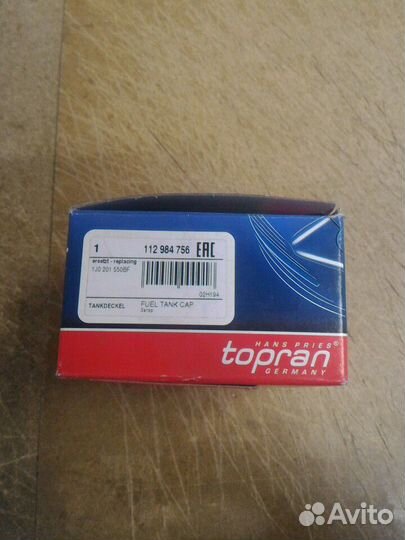 1 112 984 756 EAC
ersetzt - replacing
1J0 201 550BF
02H194
TANKDECKEL FUEL TANK CAP
HANS PRIES®
topran
GERMANY
Avito